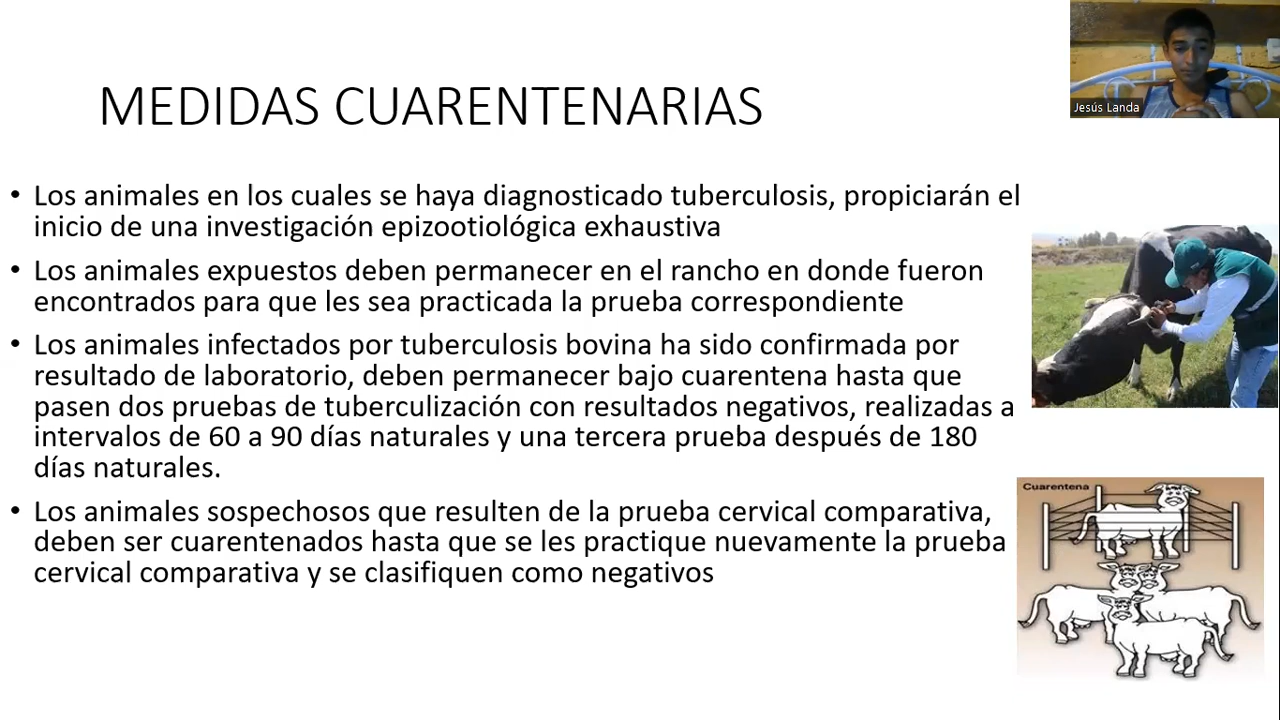 MEDIDAS CUARENTENARIAS
Jesús Landa
• Los animales en los cuales se haya diagnosticado tuberculosis, propiciarán el
inicio de una investigación epizootiológica exhaustiva
• Los animales expuestos deben permanecer en el rancho en donde fueron
encontrados para que les sea practicada la prueba correspondiente
• Los animales infectados por tuberculosis bovina ha sido confirmada por
resultado de laboratorio, deben permanecer bajo cuarentena hasta que
pasen dos pruebas de tuberculización con resultados negativos, realizadas a
intervalos de 60 a 90 días naturales y una tercera prueba después de 180
días naturales.
• Los animales sospechosos que resulten de la prueba cervical comparativa,
deben ser cuarentenados hasta que se les practique nuevamente la prueba
cervical comparativa y se clasifiquen como negativos
Cuarentena